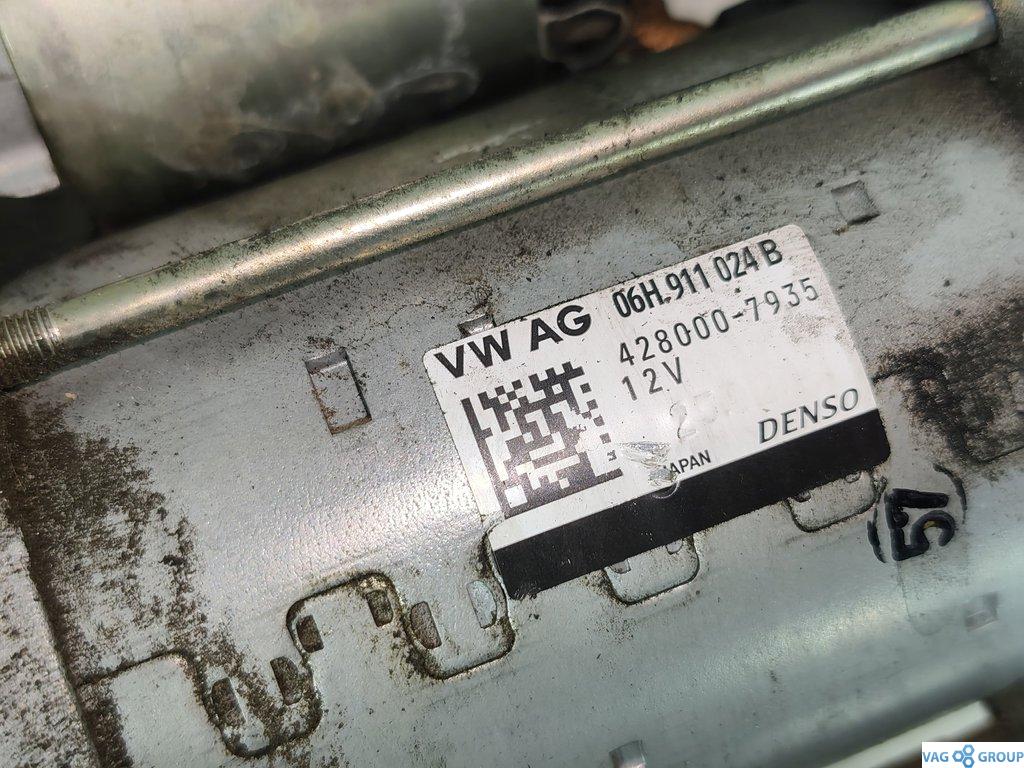 VW AG 06H 911 024 B
428000-7935
12V
DENSO
VAG GROUP